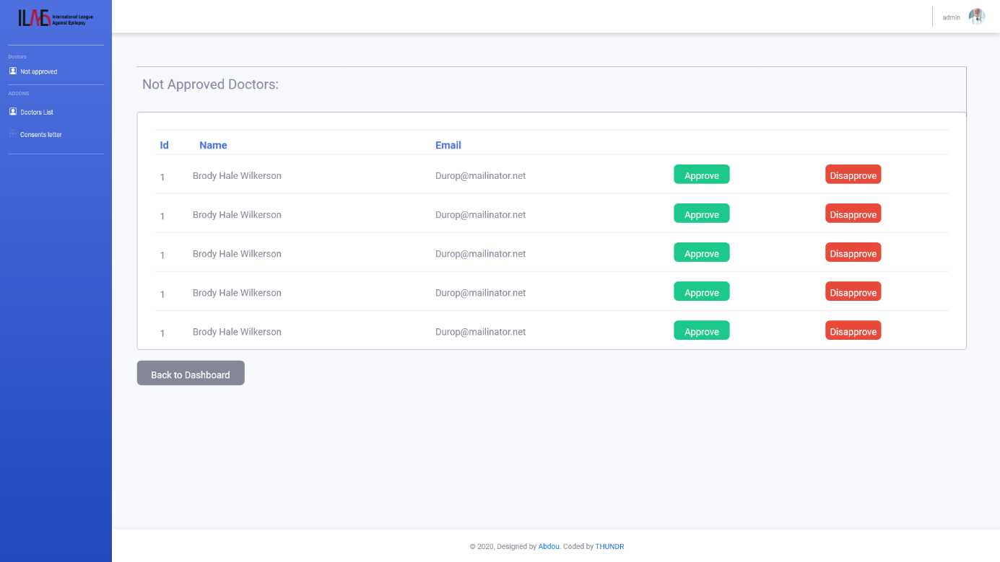 ILAE International League
Against Epilepsy
admin
Doctors
Not approved
ADDONS
Doctors List
Consents letter
Not Approved Doctors:
Id Name Email
1 Brody Hale Wilkerson Durop@mailinator.net Approve Disapprove
1 Brody Hale Wilkerson Durop@mailinator.net Approve Disapprove
1 Brody Hale Wilkerson Durop@mailinator.net Approve Disapprove
1 Brody Hale Wilkerson Durop@mailinator.net Approve Disapprove
1 Brody Hale Wilkerson Durop@mailinator.net Approve Disapprove
Back to Dashboard
© 2020, Designed by Abdou. Coded by THUNDR